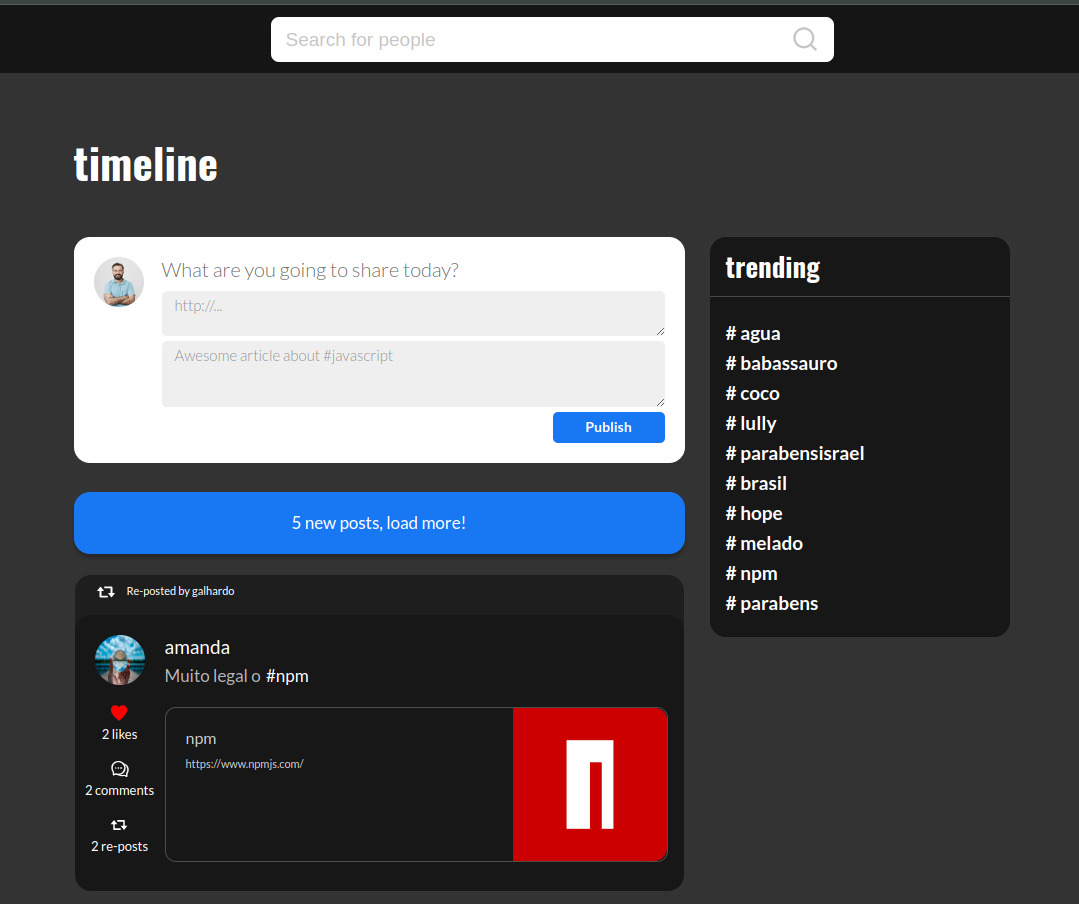 Search for people
timeline
What are you going to share today?
http://...
Awesome article about #javascript
Publish
5 new posts, load more!
Re-posted by galhardo
amanda
Muito legal o #npm
2 likes
2 comments
2 re-posts
npm
https://www.npmjs.com/
trending
# agua
# babassauro
# coco
# lully
# parabensisrael
# brasil
# hope
# melado
# npm
# parabens